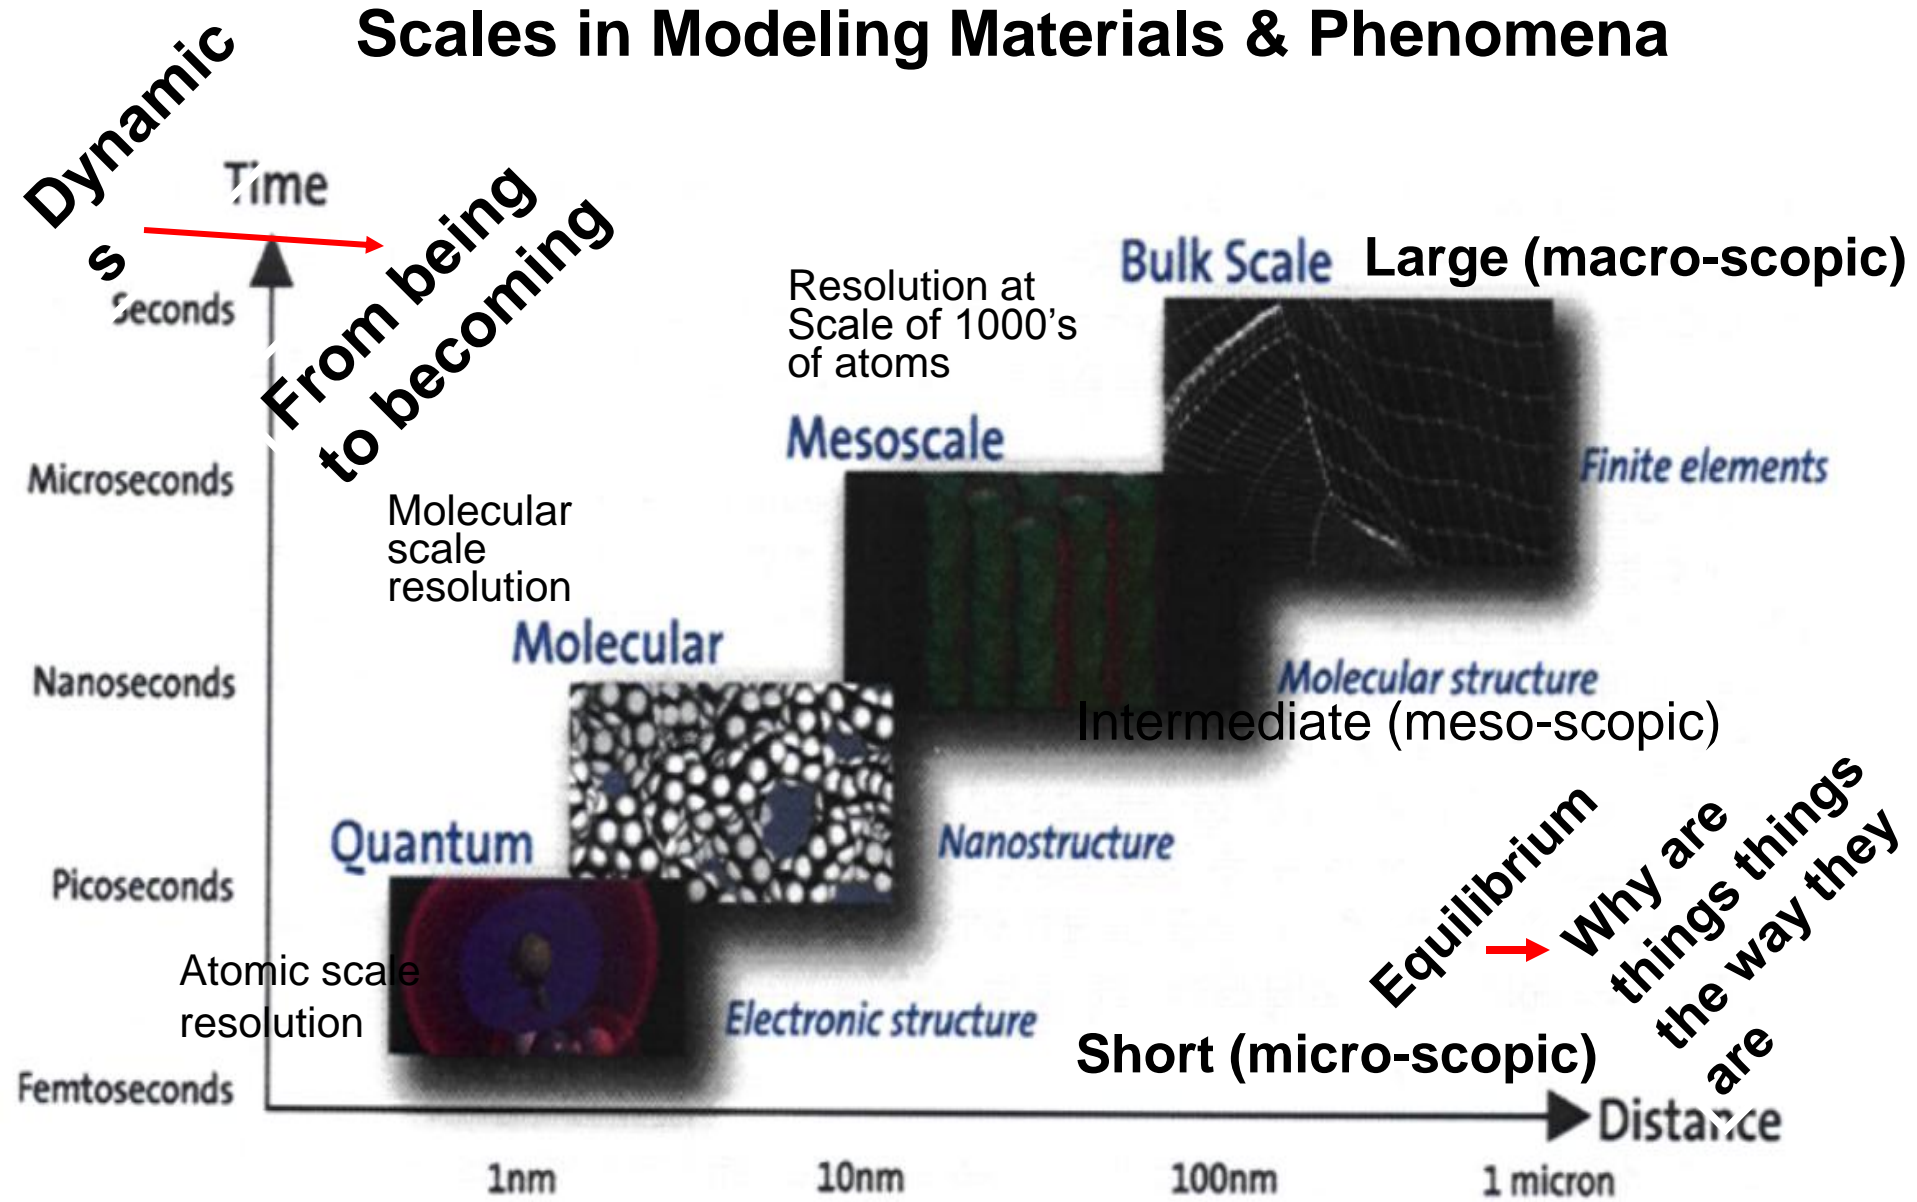 Scales in Modeling Materials & Phenomena
Dynamic
s
Time
From being
to becoming
Seconds
Microseconds
Nanoseconds
Picoseconds
Femtoseconds
Bulk Scale
Large (macro-scopic)
Resolution at
Scale of 1000's
of atoms
Mesoscale
Finite elements
Molecular
scale
resolution
Molecular
Molecular structure
Intermediate (meso-scopic)
Quantum
Nanostructure
Atomic scale
resolution
Electronic structure
Short (micro-scopic)
Equilibrium
Why are
things things
the way they
are
Distance
1nm
10nm
100nm
1 micron